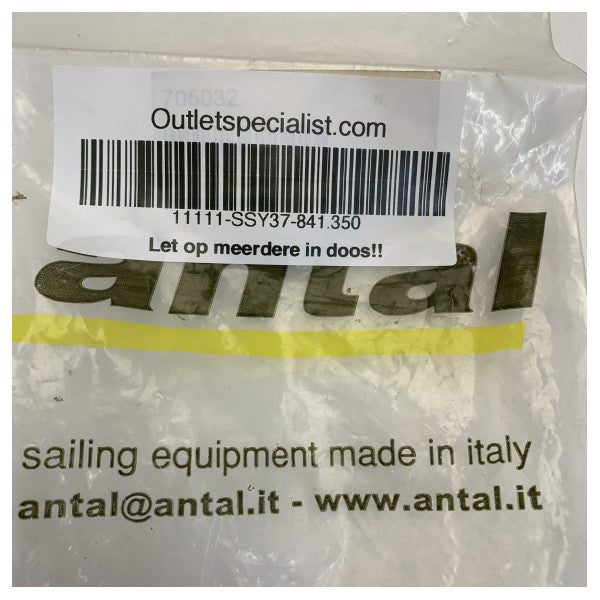 705032 N.
Outletspecialist.com
11111-SSY37-841.350
Let op meerdere in doos!!
antal
sailing equipment made in italy
antal@antal.it - www.antal.it